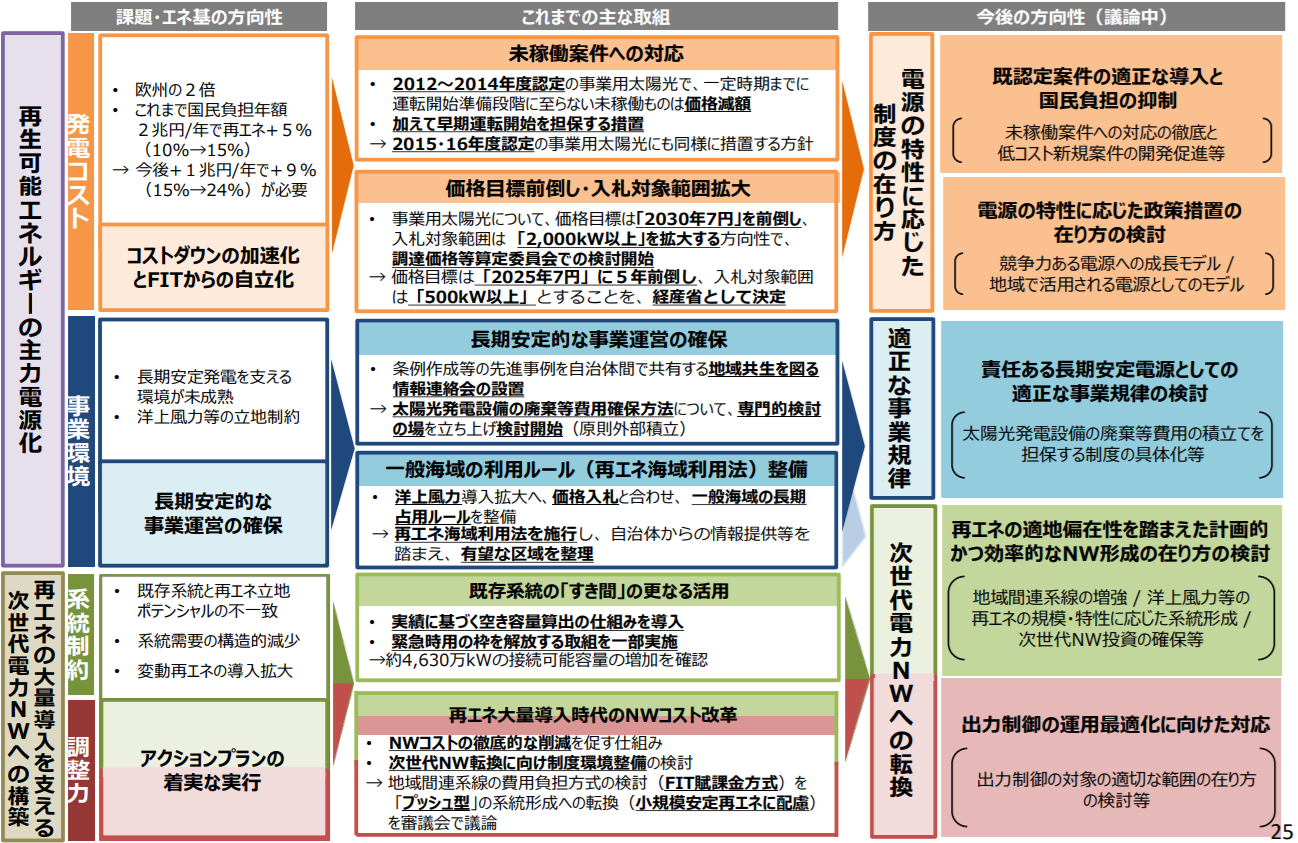 課題・エネ基の方向性
これまでの主な取組
今後の方向性（議論中）
再生可能エネルギーの主力電源化
発電コスト
• 欧州の２倍
• これまで国民負担年額
２兆円/年で再エネ+５%
（10%→15%）
→ 今後+１兆円/年で+９%
（15%→24%）が必要
コストダウンの加速化
とFITからの自立化
未稼働案件への対応
• 2012～2014年度認定の事業用太陽光で、一定時期までに
運転開始準備段階に至らない未稼働ものは価格減額
• 加えて早期運転開始を担保する措置
→ 2015･16年度認定の事業用太陽光にも同様に措置する方針
価格目標前倒し・入札対象範囲拡大
• 事業用太陽光について、価格目標は「2030年7円」を前倒し、
入札対象範囲は「2,000kW以上」を拡大する方向性で、
調達価格等算定委員会での検討開始
→ 価格目標は「2025年7円」に５年前倒し、入札対象範囲
は「500kW以上」とすることを、経産省として決定
電源の特性に応じた
制度の在り方
既認定案件の適正な導入と
国民負担の抑制
未稼働案件への対応の徹底と
低コスト新規案件の開発促進等
電源の特性に応じた政策措置の
在り方の検討
競争力ある電源への成長モデル /
地域で活用される電源としてのモデル
事業環境
• 長期安定発電を支える
環境が未成熟
• 洋上風力等の立地制約
長期安定的な
事業運営の確保
長期安定的な事業運営の確保
• 条例作成等の先進事例を自治体間で共有する地域共生を図る
情報連絡会の設置
→ 太陽光発電設備の廃棄等費用確保方法について、専門的検討
の場を立ち上げ検討開始（原則外部積立）
一般海域の利用ルール（再エネ海域利用法）整備
• 洋上風力導入拡大へ、価格入札と合わせ、一般海域の長期
占用ルールを整備
→ 再エネ海域利用法を施行し、自治体からの情報提供等を
踏まえ、有望な区域を整理
適正な事業規律
責任ある長期安定電源としての
適正な事業規律の検討
太陽光発電設備の廃棄等費用の積立てを
担保する制度の具体化等
再エネの大量導入を支える
次世代電力NWへの構築
系統制約
調整力
• 既存系統と再エネ立地
ポテンシャルの不一致
• 系統需要の構造的減少
• 変動再エネの導入拡大
アクションプランの
着実な実行
既存系統の「すき間」の更なる活用
• 実績に基づく空き容量算出の仕組みを導入
• 緊急時用の枠を解放する取組を一部実施
→約4,630万kWの接続可能容量の増加を確認
再エネ大量導入時代のNWコスト改革
• NWコストの徹底的な削減を促す仕組み
• 次世代NW転換に向け制度環境整備の検討
→ 地域間連系線の費用負担方式の検討（FIT賦課金方式）を
「プッシュ型」の系統形成への転換（小規模安定再エネに配慮）
を審議会で議論
次世代電力NWへの転換
再エネの適地偏在性を踏まえた計画的
かつ効率的なNW形成の在り方の検討
地域間連系線の増強 / 洋上風力等の
再エネの規模・特性に応じた系統形成 /
次世代NW投資の確保等
出力制御の運用最適化に向けた対応
出力制御の対象の適切な範囲の在り方
の検討等
25